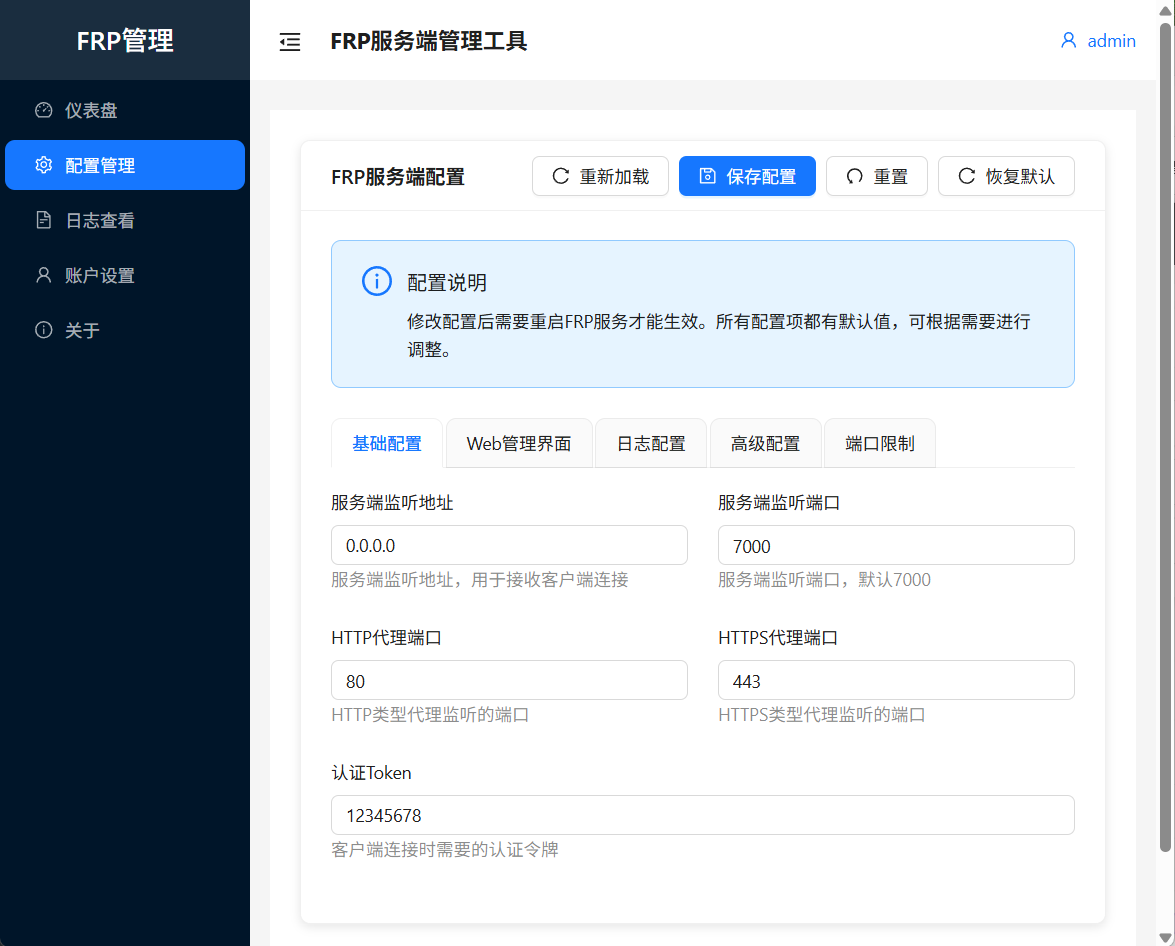 FRP管理
FRP服务端管理工具
admin
仪表盘
配置管理
日志查看
账户设置
关于
FRP服务端配置
重新加载
保存配置
重置
恢复默认
配置说明
修改配置后需要重启FRP服务才能生效。所有配置项都有默认值，可根据需要进行
调整。
基础配置
Web管理界面
日志配置
高级配置
端口限制
服务端监听地址
服务端监听端口
0.0.0.0
7000
服务端监听地址，用于接收客户端连接
服务端监听端口，默认7000
HTTP代理端口
HTTPS代理端口
80
443
HTTP类型代理监听的端口
HTTPS类型代理监听的端口
认证Token
12345678
客户端连接时需要的认证令牌